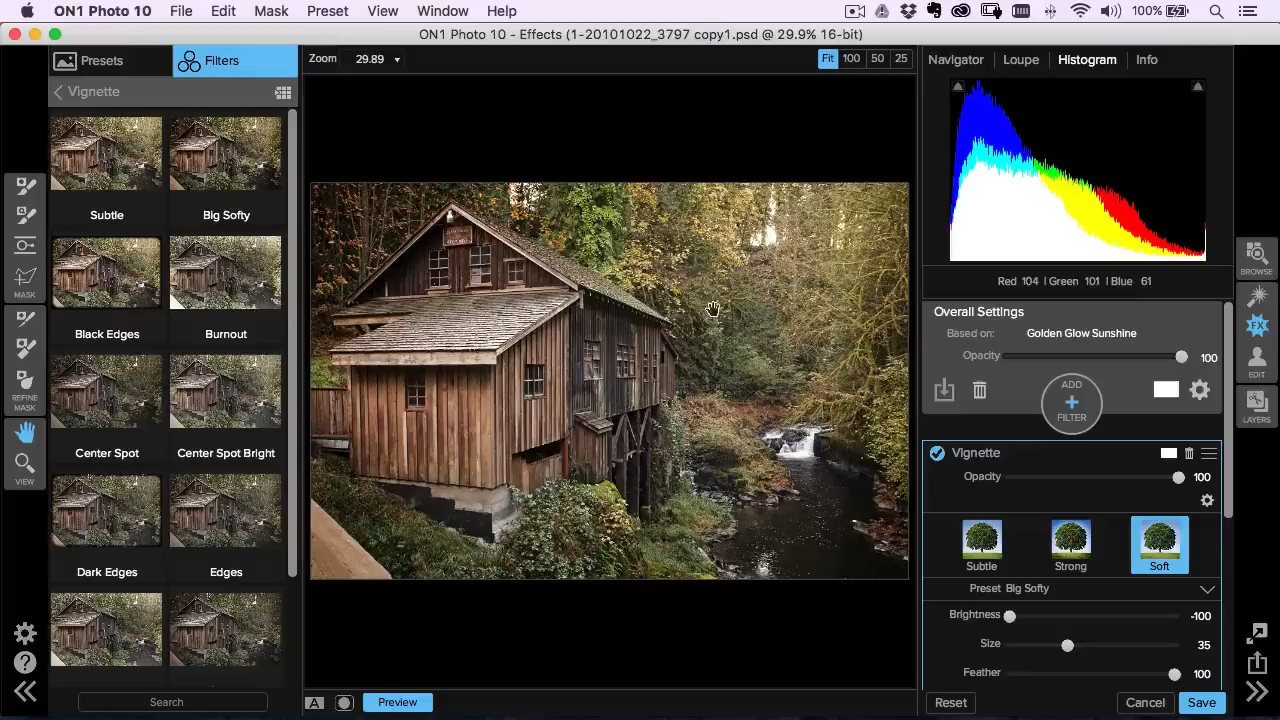 ON1 Photo 10 File Edit Mask Preset View Window Help 100%
ON1 Photo 10 - Effects (1-20101022_3797 copy1.psd @ 29.9% 16-bit)
Presets Filters
Zoom 29.89 Fit 100 50 25
Navigator Loupe Histogram Info
Vignette
Subtle Big Softy
Black Edges Burnout
Center Spot Center Spot Bright
Dark Edges Edges
Search
MASK
REFINE
MASK
VIEW
A Preview
Red 104 | Green 101 | Blue 61
Overall Settings
Based on: Golden Glow Sunshine
Opacity 100
ADD
+
FILTER
Vignette
Opacity 100
Subtle Strong Soft
Preset Big Softy
Brightness -100
Size 35
Feather 100
Reset Cancel Save
BROWSE
FX
EDIT
LAYERS